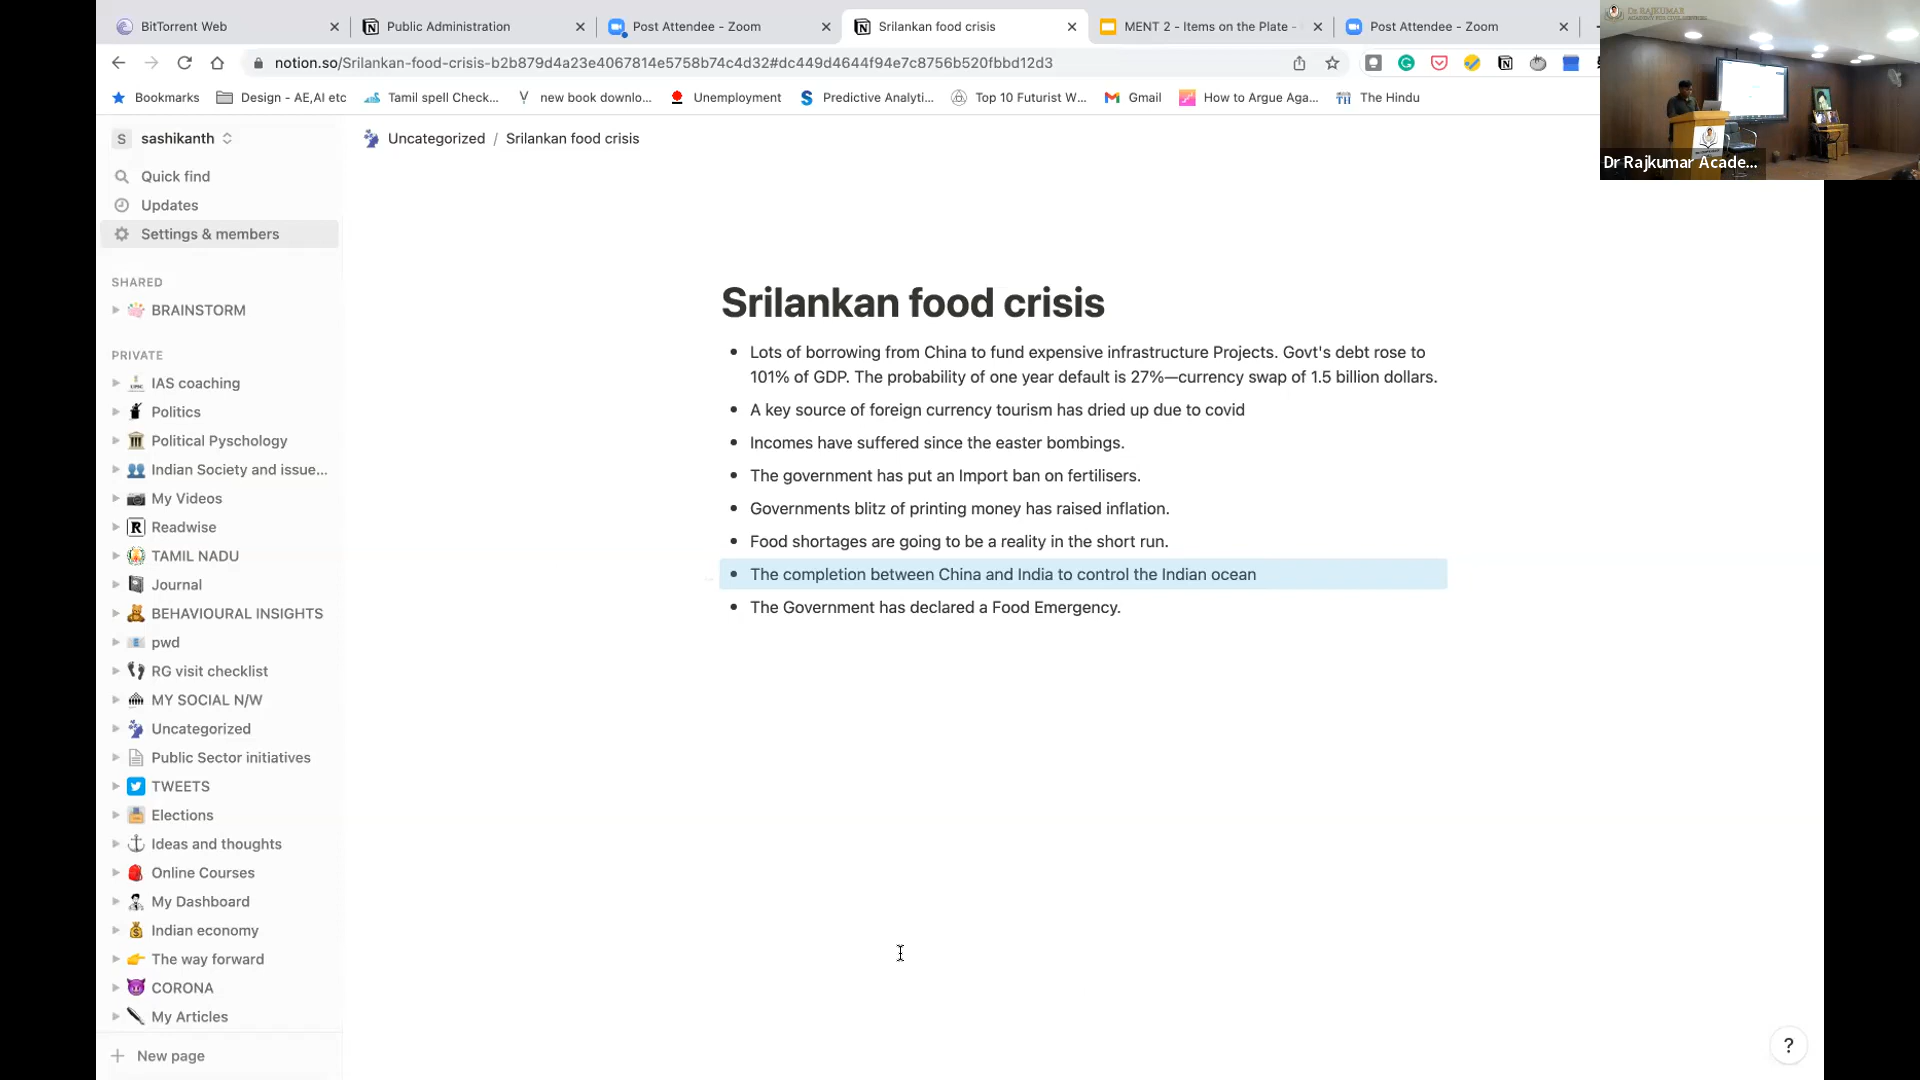 BitTorrent Web
Public Administration
Post Attendee - Zoom
Srilankan food crisis
MENT 2 - Items on the Plate -
Post Attendee - Zoom
notion.so/Srilankan-food-crisis-b2b879d4a23e4067814e5758b74c4d32#dc449d4644f94e7c8756b520fbbd12d3
Bookmarks
Design - AE,AI etc
Tamil spell Check...
new book downlo...
Unemployment
Predictive Analyti...
Top 10 Futurist W...
Gmail
How to Argue Aga...
The Hindu
Dr Rajkumar Acade...
S sashikanth
Uncategorized / Srilankan food crisis
Quick find
Updates
Settings & members
SHARED
BRAINSTORM
PRIVATE
IAS coaching
Politics
Political Pyschology
Indian Society and issue...
My Videos
Readwise
TAMIL NADU
Journal
BEHAVIOURAL INSIGHTS
pwd
RG visit checklist
MY SOCIAL N/W
Uncategorized
Public Sector initiatives
TWEETS
Elections
Ideas and thoughts
Online Courses
My Dashboard
Indian economy
The way forward
CORONA
My Articles
New page
Srilankan food crisis
• Lots of borrowing from China to fund expensive infrastructure Projects. Govt's debt rose to
101% of GDP. The probability of one year default is 27%—currency swap of 1.5 billion dollars.
• A key source of foreign currency tourism has dried up due to covid
• Incomes have suffered since the easter bombings.
• The government has put an Import ban on fertilisers.
• Governments blitz of printing money has raised inflation.
• Food shortages are going to be a reality in the short run.
• The completion between China and India to control the Indian ocean
• The Government has declared a Food Emergency.
?